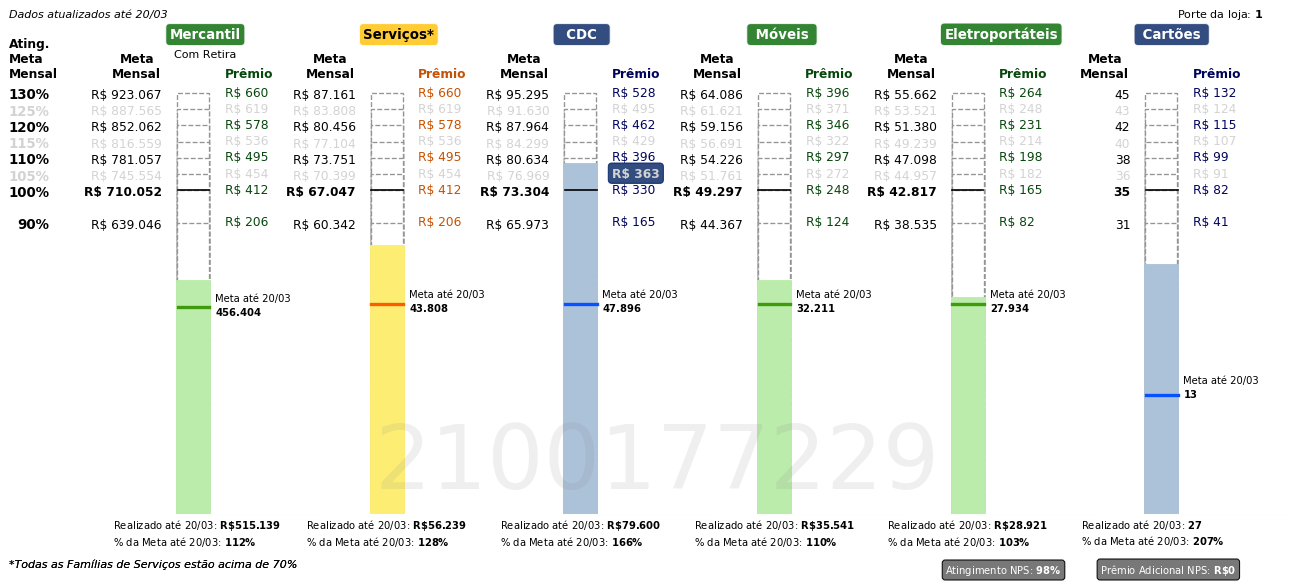 Dados atualizados até 20/03
Porte da loja: 1
Mercantil Serviços* CDC Móveis Eletroportáteis Cartões
Com Retira
Ating. Meta Mensal
Meta Mensal Prêmio Meta Mensal Prêmio Meta Mensal Prêmio Meta Mensal Prêmio Meta Mensal Prêmio Meta Mensal Prêmio
130% R$ 923.067 R$ 660 R$ 87.161 R$ 660 R$ 95.295 R$ 528 R$ 64.086 R$ 396 R$ 55.662 R$ 264 45 R$ 132
125% R$ 887.565 R$ 619 R$ 83.808 R$ 619 R$ 91.630 R$ 495 R$ 61.621 R$ 371 R$ 53.521 R$ 248 43 R$ 124
120% R$ 852.062 R$ 578 R$ 80.456 R$ 578 R$ 87.964 R$ 462 R$ 59.156 R$ 346 R$ 51.380 R$ 231 42 R$ 115
115% R$ 816.559 R$ 536 R$ 77.104 R$ 536 R$ 84.299 R$ 429 R$ 56.691 R$ 322 R$ 49.239 R$ 214 40 R$ 107
110% R$ 781.057 R$ 495 R$ 73.751 R$ 495 R$ 80.634 R$ 396 R$ 54.226 R$ 297 R$ 47.098 R$ 198 38 R$ 99
105% R$ 745.554 R$ 454 R$ 70.399 R$ 454 R$ 76.969 R$ 363 R$ 51.761 R$ 272 R$ 44.957 R$ 182 36 R$ 91
100% R$ 710.052 R$ 412 R$ 67.047 R$ 412 R$ 73.304 R$ 330 R$ 49.297 R$ 248 R$ 42.817 R$ 165 35 R$ 82
90% R$ 639.046 R$ 206 R$ 60.342 R$ 206 R$ 65.973 R$ 165 R$ 44.367 R$ 124 R$ 38.535 R$ 82 31 R$ 41
Meta até 20/03 Meta até 20/03 Meta até 20/03 Meta até 20/03 Meta até 20/03
456.404 43.808 47.896 32.211 27.934
Meta até 20/03
13
2100177229
Realizado até 20/03: R$515.139 Realizado até 20/03: R$56.239 Realizado até 20/03: R$79.600 Realizado até 20/03: R$35.541 Realizado até 20/03: R$28.921 Realizado até 20/03: 27
% da Meta até 20/03: 112% % da Meta até 20/03: 128% % da Meta até 20/03: 166% % da Meta até 20/03: 110% % da Meta até 20/03: 103% % da Meta até 20/03: 207%
*Todas as Famílias de Serviços estão acima de 70%
Atingimento NPS: 98% Prêmio Adicional NPS: R$0